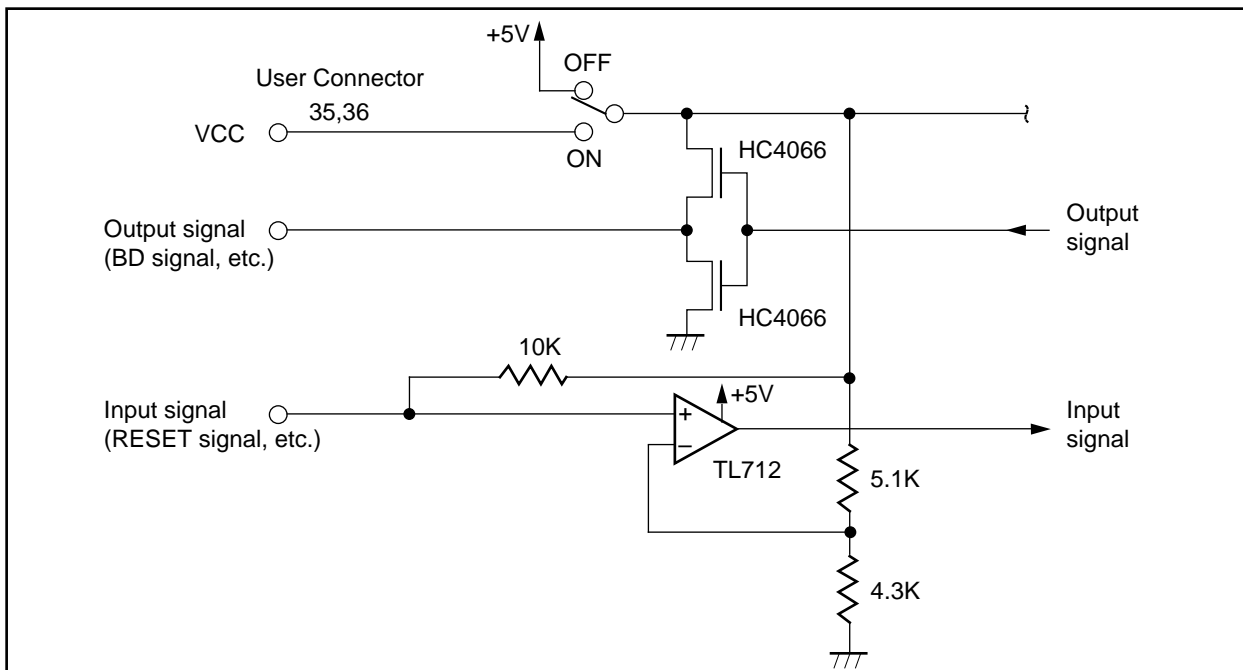 +5V
OFF
User Connector
35,36
VCC
ON
HC4066
Output signal
(BD signal, etc.)
Output
signal
HC4066
10K
+5V
Input signal
(RESET signal, etc.)
+
−
TL712
Input
signal
5.1K
4.3K